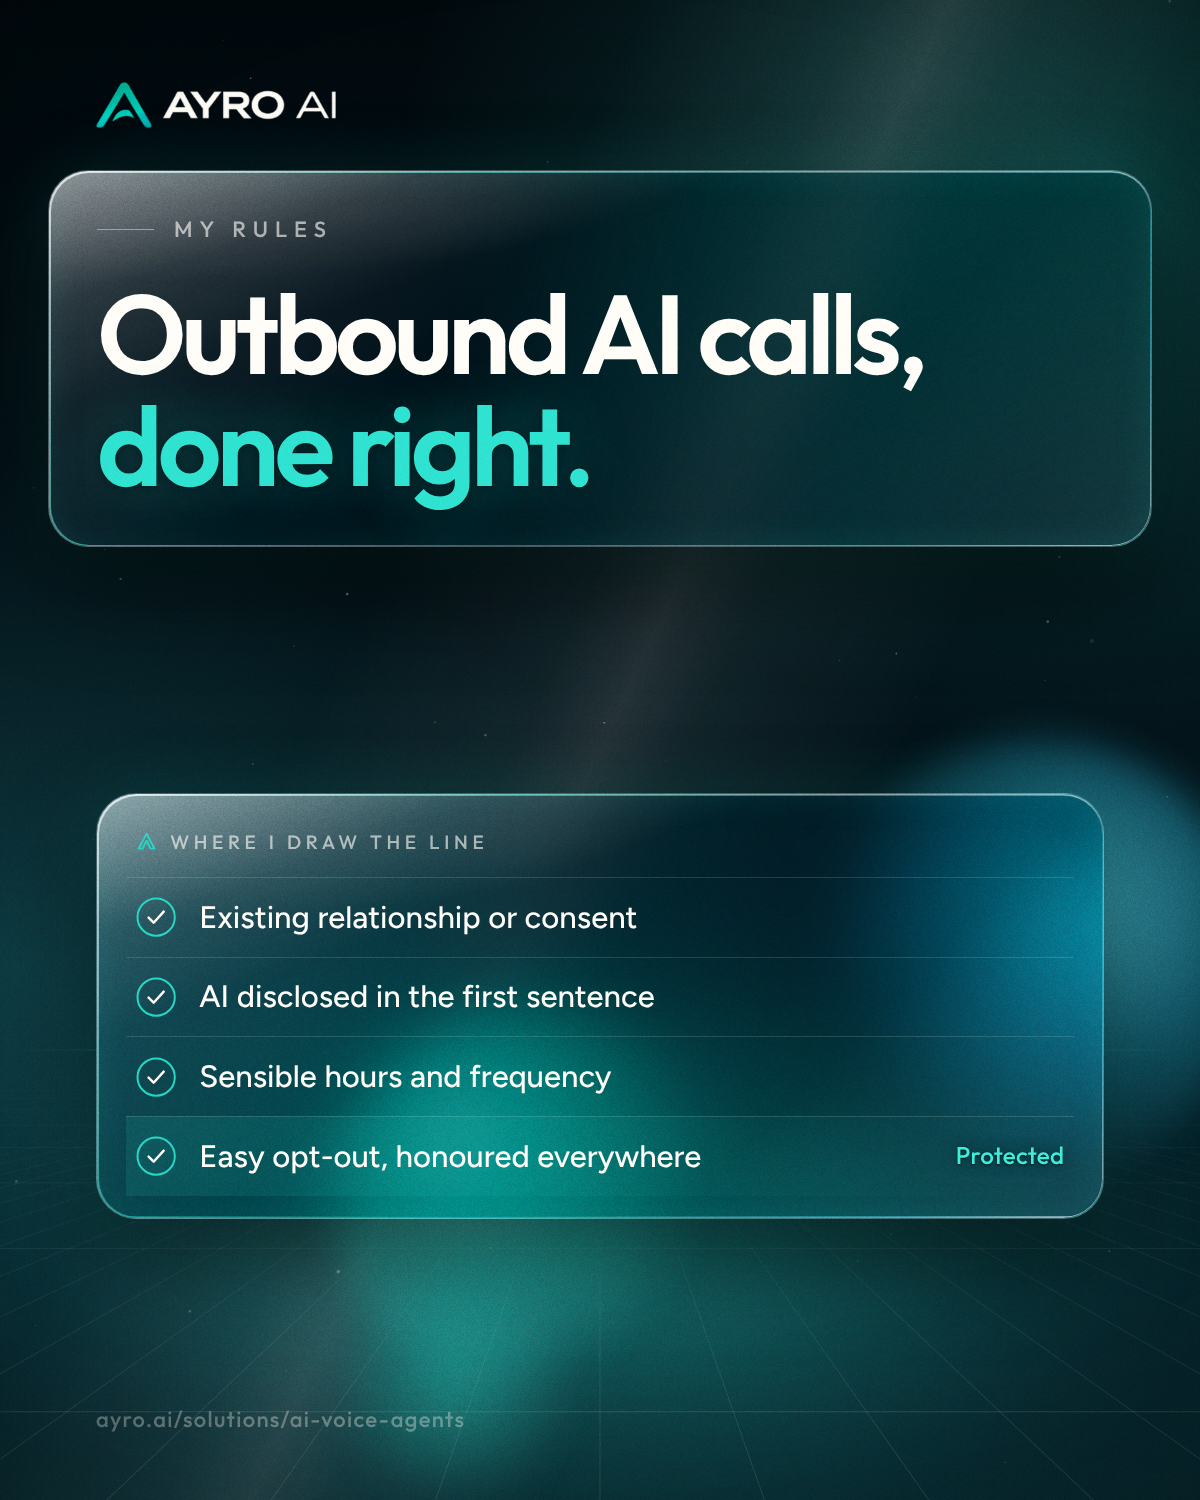 AYRO AI
MY RULES
Outbound AI calls,
done right.
WHERE I DRAW THE LINE
Existing relationship or consent
AI disclosed in the first sentence
Sensible hours and frequency
Easy opt-out, honoured everywhere
Protected
ayro.ai/solutions/ai-voice-agents